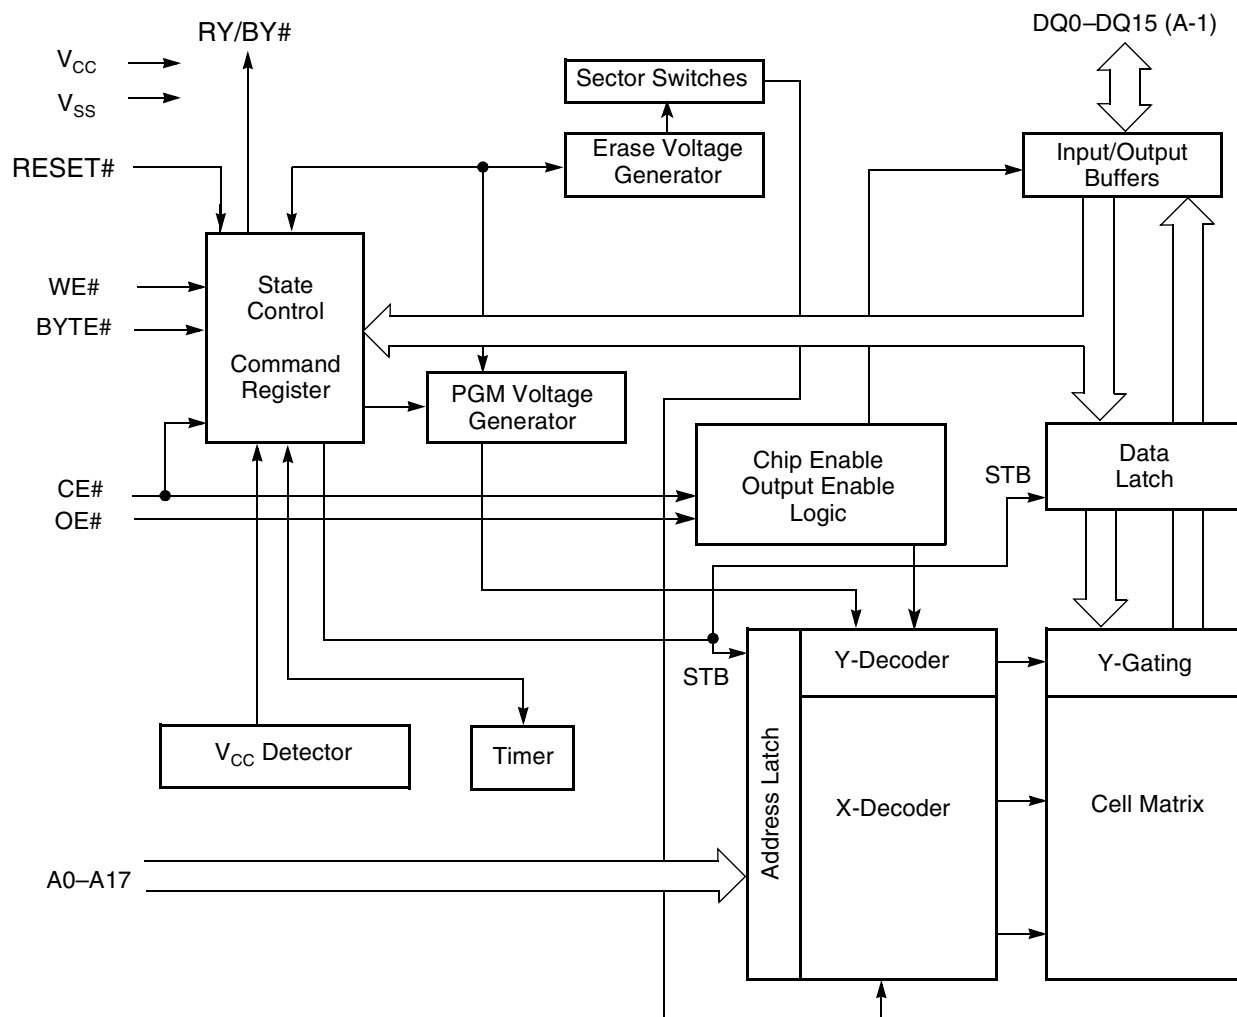 RY/BY#
DQ0–DQ15 (A-1)
VCC
VSS
Sector Switches
RESET#
Erase Voltage
Generator
Input/Output
Buffers
WE#
BYTE#
State
Control
Command
Register
PGM Voltage
Generator
Chip Enable
Output Enable
Logic
STB
Data
Latch
CE#
OE#
STB
Y-Decoder
Y-Gating
VCC Detector
Timer
Address Latch
X-Decoder
Cell Matrix
A0–A17